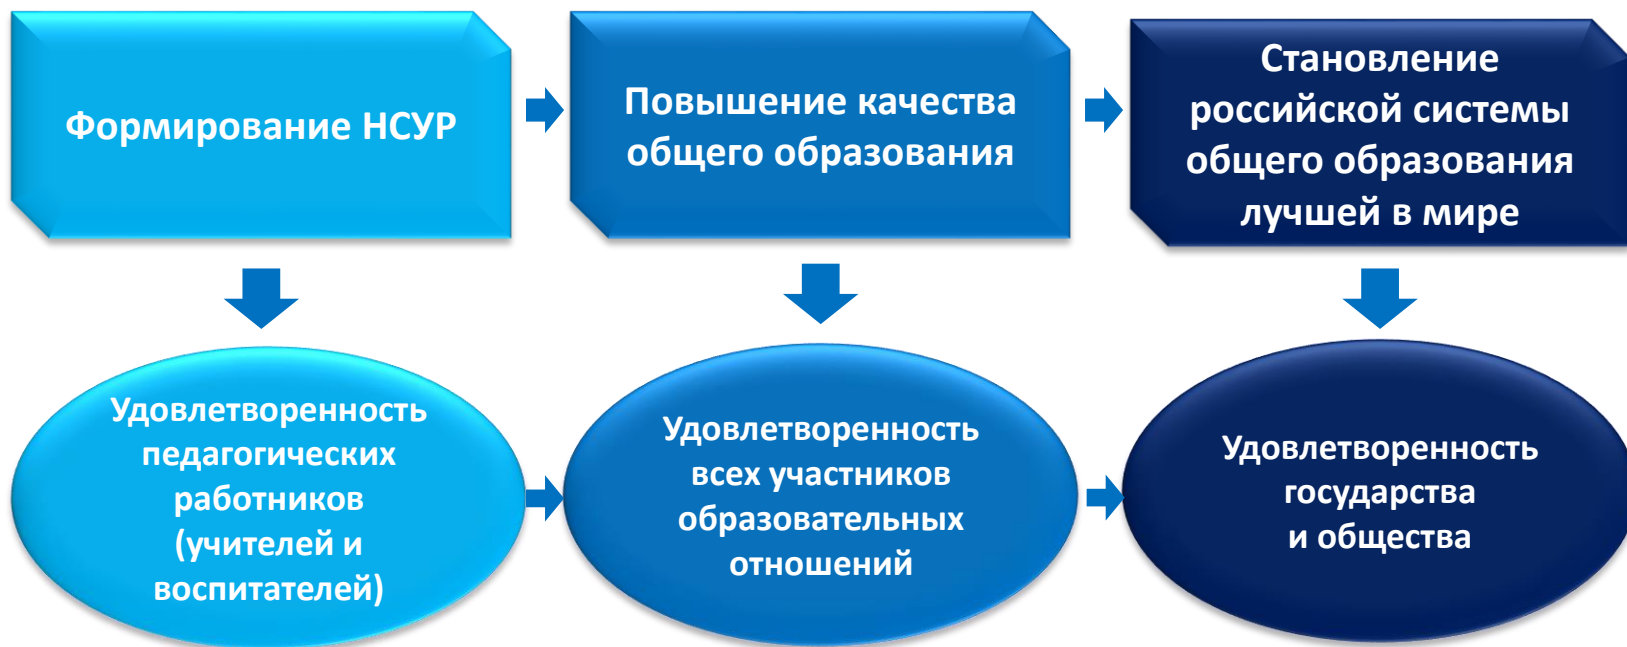 Формирование НСУР
Повышение качества
общего образования
Становление
российской системы
общего образования
лучшей в мире
Удовлетворенность
педагогических
работников
(учителей и
воспитателей)
Удовлетворенность
всех участников
образовательных
отношений
Удовлетворенность
государства
и общества